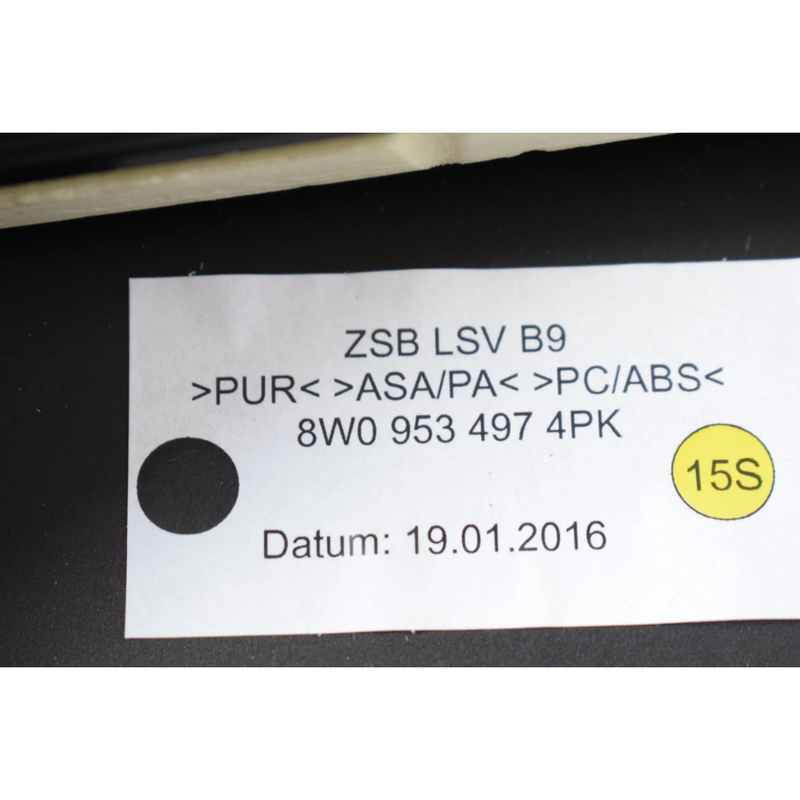 ZSB LSV B9
>PUR< >ASA/PA< >PC/ABS<
8W0 953 497 4PK
15S
Datum: 19.01.2016